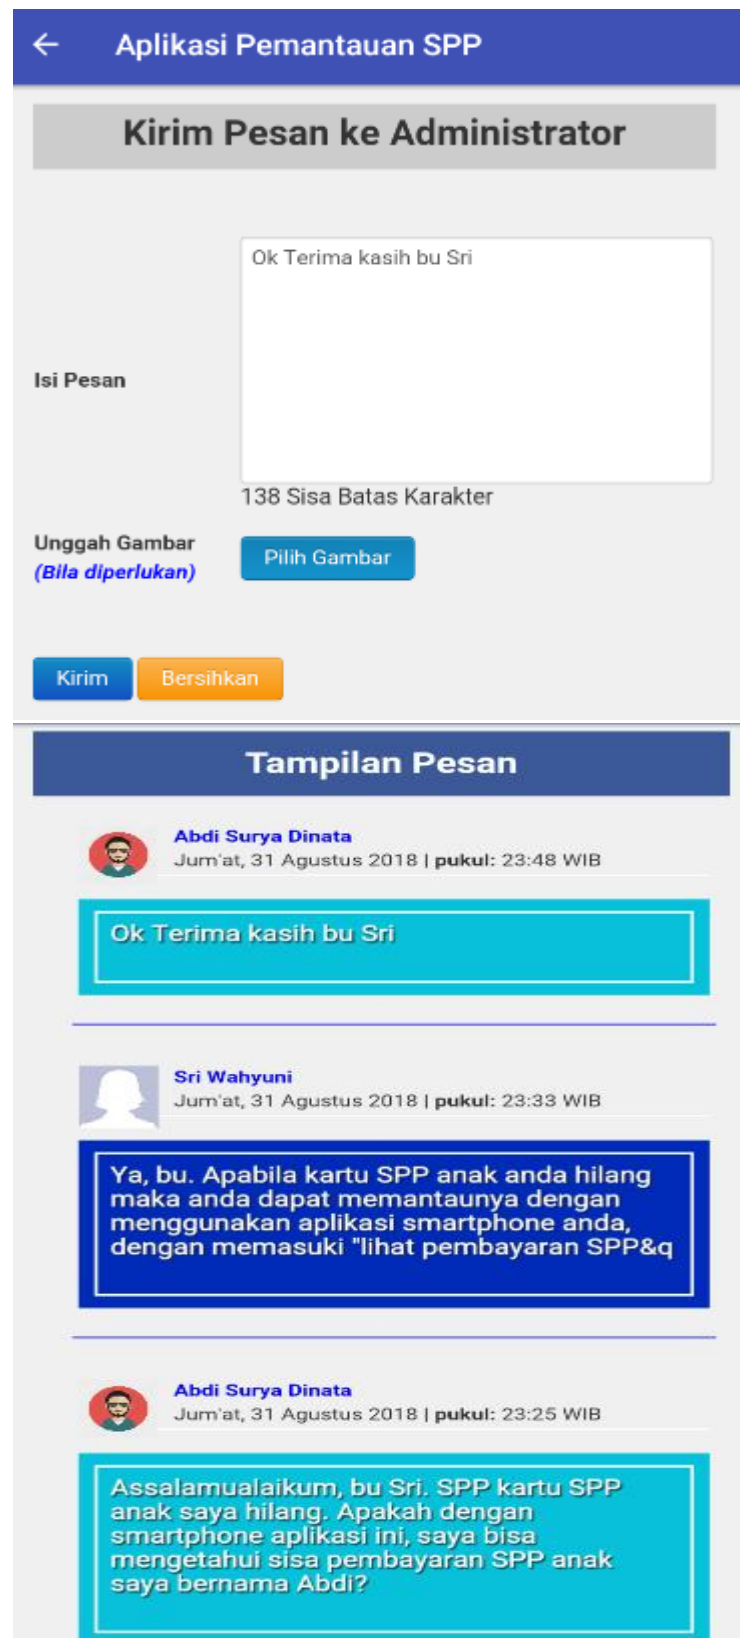 Aplikasi Pemantauan SPP
Kirim Pesan ke Administrator
Ok Terima kasih bu Sri
Isi Pesan
138 Sisa Batas Karakter
Unggah Gambar
(Bila diperlukan)
Pilih Gambar
Kirim
Bersihkan
Tampilan Pesan
Abdi Surya Dinata
Jum'at, 31 Agustus 2018 | pukul: 23:48 WIB
Ok Terima kasih bu Sri
Sri Wahyuni
Jum'at, 31 Agustus 2018 | pukul: 23:33 WIB
Ya, bu. Apabila kartu SPP anak anda hilang
maka anda dapat memantaunya dengan
menggunakan aplikasi smartphone anda,
dengan memasuki "lihat pembayaran SPP&q
Abdi Surya Dinata
Jum'at, 31 Agustus 2018 | pukul: 23:25 WIB
Assalamualaikum, bu Sri. SPP kartu SPP
anak saya hilang. Apakah dengan
smartphone aplikasi ini, saya bisa
mengetahui sisa pembayaran SPP anak
saya bernama Abdi?